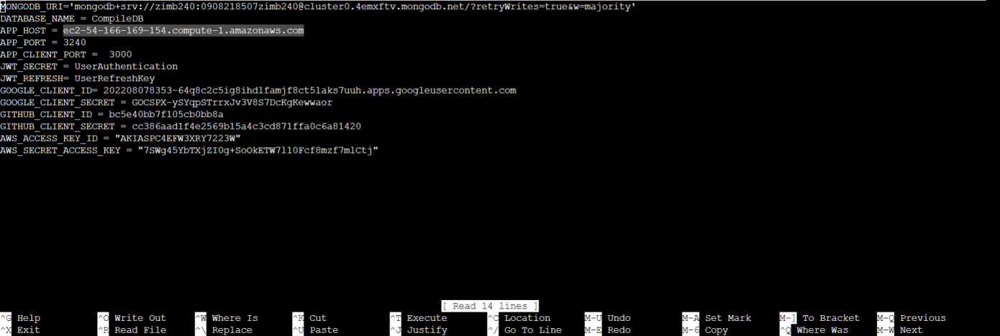 MONGODB_URI='mongodb+srv://zimb240:0908218507zimb240@cluster0.4emxftv.mongodb.net/?retryWrites=true&w=majority'
DATABASE_NAME = CompileDB
APP_HOST = ec2-54-166-169-154.compute-1.amazonaws.com
APP_PORT = 3240
APP_CLIENT_PORT =  3000
JWT_SECRET = UserAuthentication
JWT_REFRESH= UserRefreshKey
GOOGLE_CLIENT_ID= 202208078353-64q8c2c5ig8ihdlfamjf8ct5laks7uuh.apps.googleusercontent.com
GOOGLE_CLIENT_SECRET = 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
GITHUB_CLIENT_ID = bc5e40bb7f105cb0bb8a
GITHUB_CLIENT_SECRET = cc386aad1f4e2569b15a4c3cd871ffa0c6a81420
AWS_ACCESS_KEY_ID = "AKIASPC4EFW3XRY7223W"
AWS_SECRET_ACCESS_KEY = "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"
[ Read 14 lines ]
^G Help ^O Write Out ^W Where Is ^K Cut ^T Execute ^C Location M-U Undo M-A Set Mark M-] To Bracket M-Q Previous
^X Exit ^R Read File ^\ Replace ^U Paste ^J Justify ^/ Go To Line M-E Redo M-6 Copy ^Q Where Was M-W Next